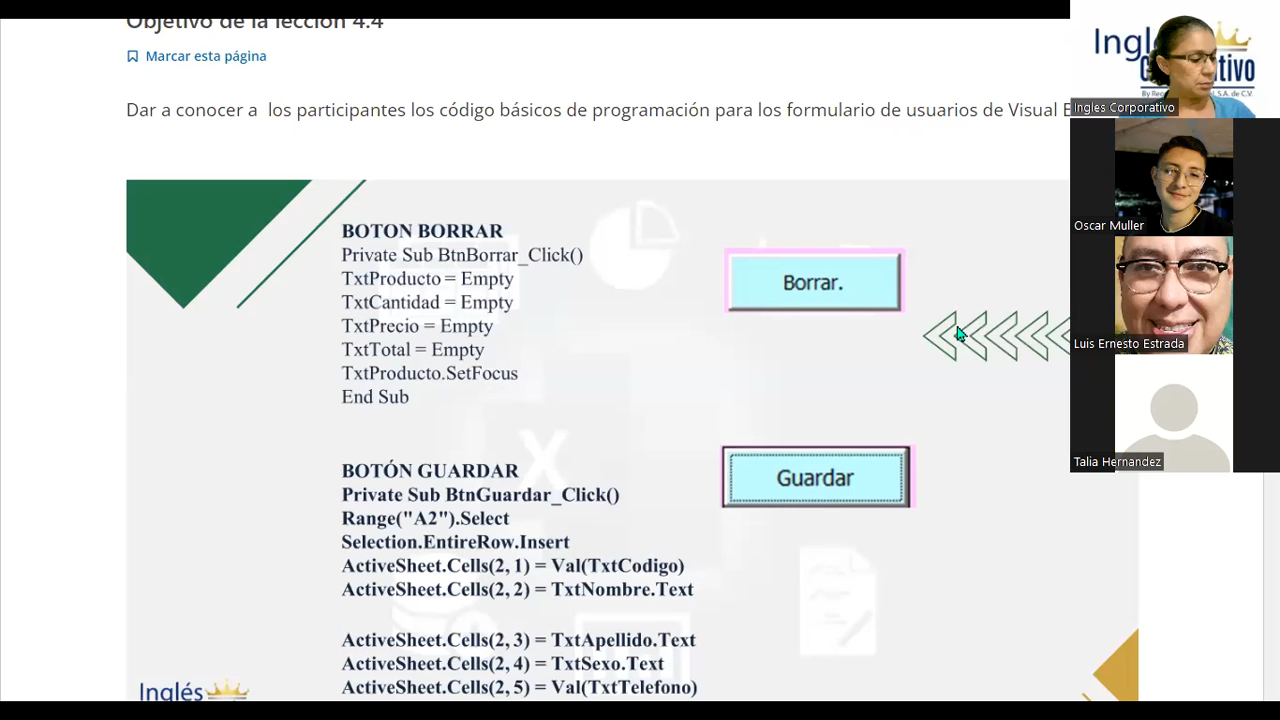 Objetivo de la lección 4.4
Marcar esta página
Dar a conocer a los participantes los codigo básicos de programación para los formulario de usuarios de Visual
BOTON BORRAR
Private Sub BtnBorrar_Click()
TxtProducto = Empty
TxtCantidad = Empty
TxtPrecio = Empty
TxtTotal = Empty
TxtProducto.SetFocus
End Sub
Borrar.
BOTÓN GUARDAR
Private Sub BtnGuardar_Click()
Range("A2").Select
Selection.EntireRow.Insert
ActiveSheet.Cells(2, 1) = Val(TxtCodigo)
ActiveSheet.Cells(2, 2) = TxtNombre.Text
ActiveSheet.Cells(2, 3) = TxtApellido.Text
ActiveSheet.Cells(2, 4) = TxtSexo.Text
ActiveSheet.Cells(2, 5) = Val(TxtTelefono)
Guardar
Inglés
Ingles Corporativo
Oscar Muller
Luis Ernesto Estrada
Talia Hernandez